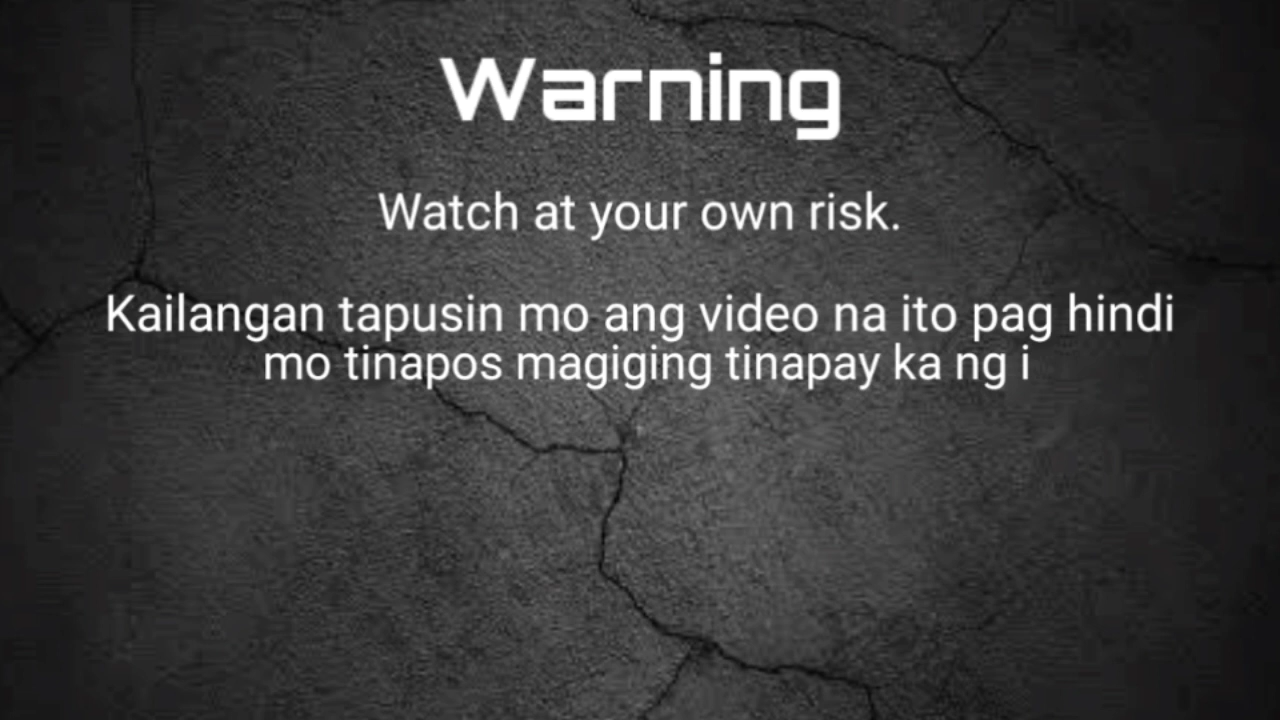 Warning
Watch at your own risk.
Kailangan tapusin mo ang video na ito pag hindi
mo tinapos magiging tinapay ka ng i